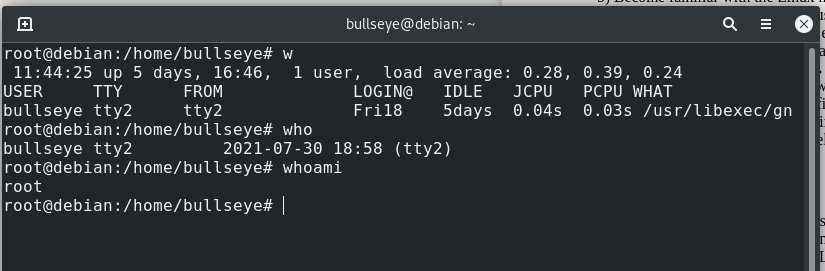 bullseye@debian: ~
root@debian:/home/bullseye# w
11:44:25 up 5 days, 16:46,  1 user,  load average: 0.28, 0.39, 0.24
USER     TTY      FROM             LOGIN@   IDLE   JCPU   PCPU WHAT
bullseye tty2     tty2             Fri18    5days  0.04s  0.03s /usr/libexec/gn
root@debian:/home/bullseye# who
bullseye tty2         2021-07-30 18:58 (tty2)
root@debian:/home/bullseye# whoami
root
root@debian:/home/bullseye#